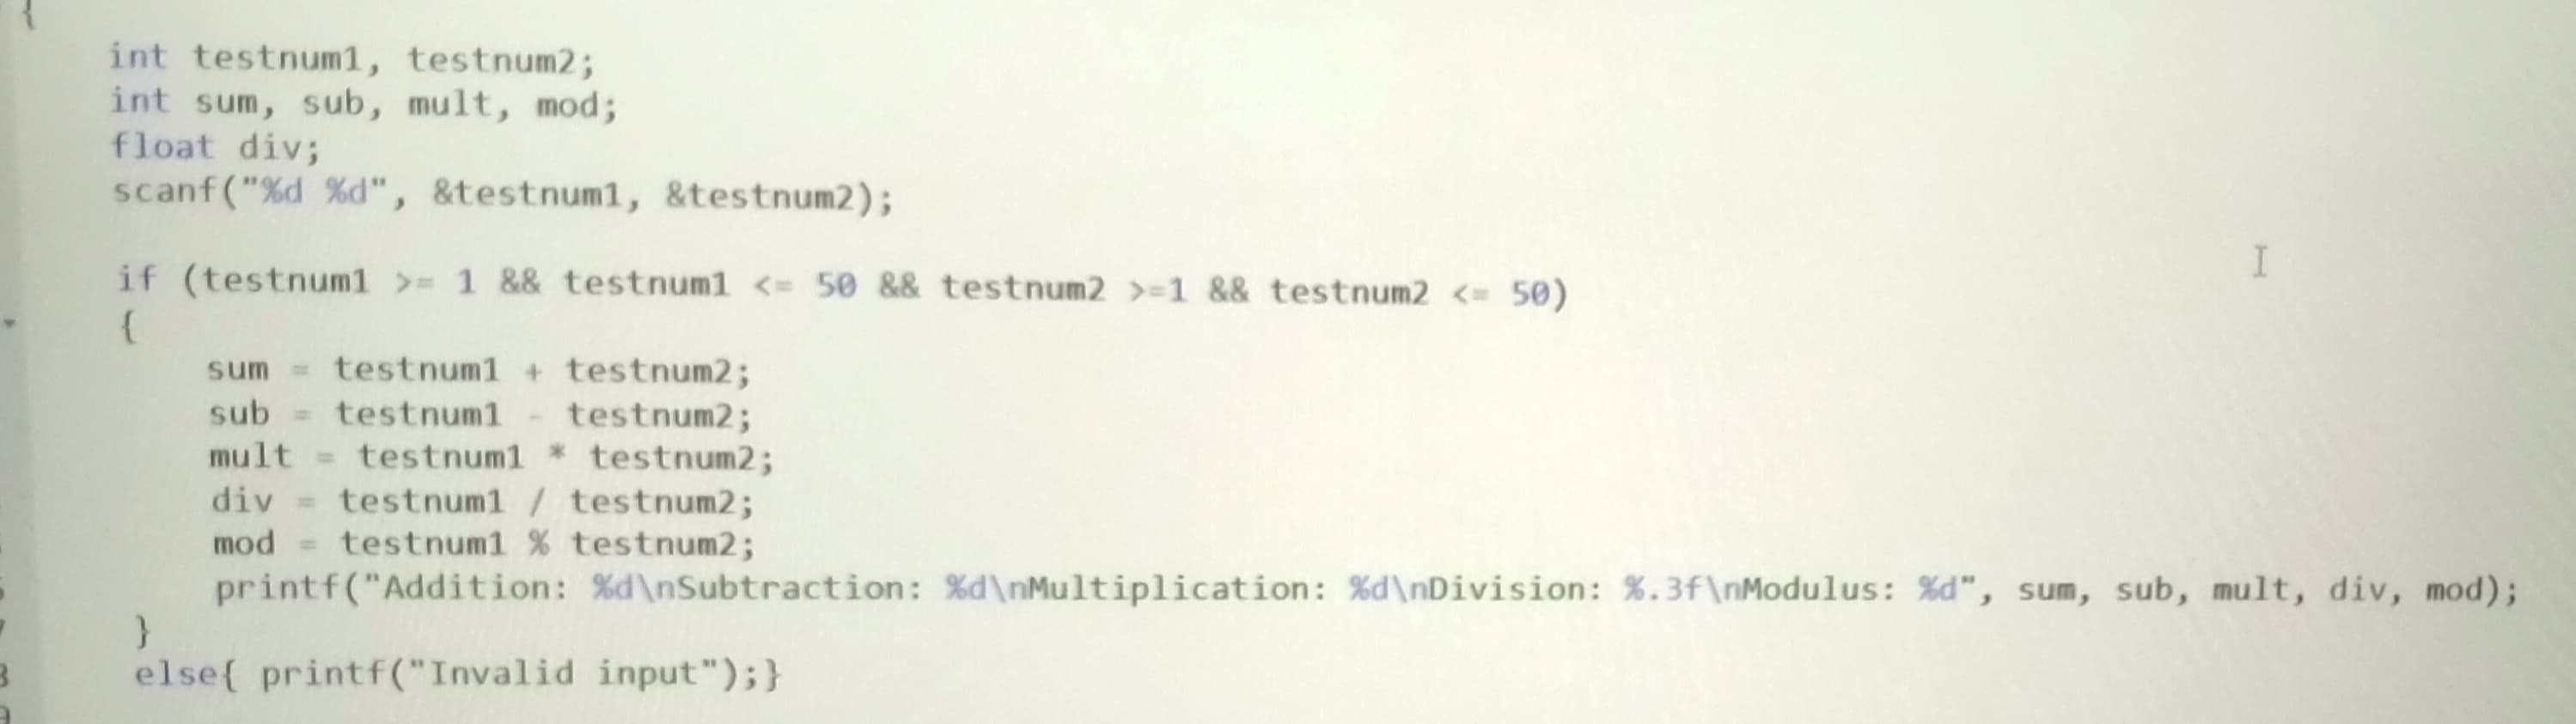 {
int testnum1, testnum2;
int sum, sub, mult, mod;
float div;
scanf("%d %d", &testnum1, &testnum2);
if (testnum1 >= 1 && testnum1 <= 50 && testnum2 >=1 && testnum2 <= 50)
{
sum = testnum1 + testnum2;
sub = testnum1 - testnum2;
mult = testnum1 * testnum2;
div = testnum1 / testnum2;
mod = testnum1 % testnum2;
printf("Addition: %d\nSubtraction: %d\nMultiplication: %d\nDivision: %.3f\nModulus: %d", sum, sub, mult, div, mod);
}
else{ printf("Invalid input");}